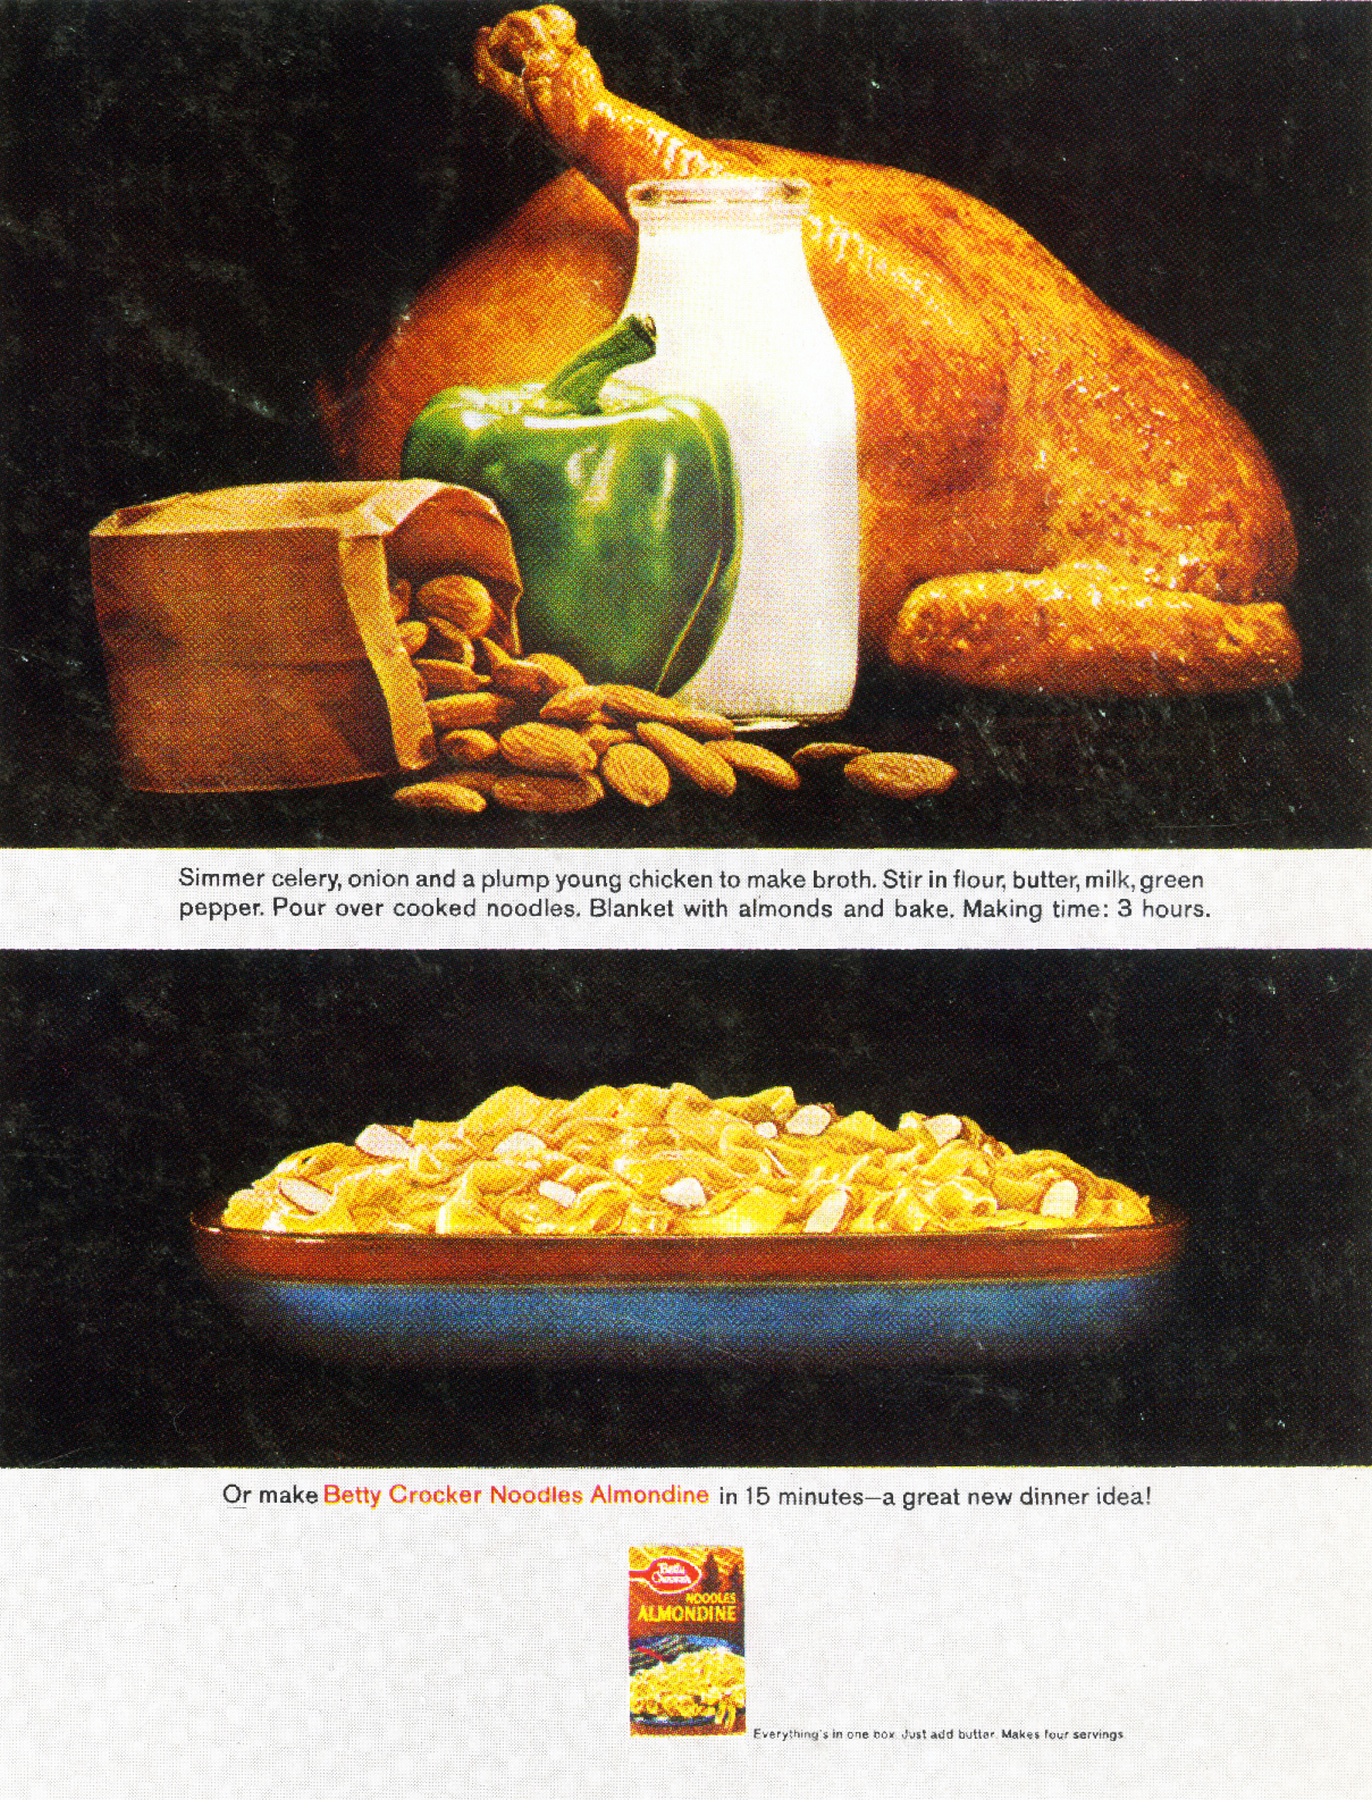 Simmer celery, onion and a plump young chicken to make broth. Stir in flour, butter, milk, green
pepper. Pour over cooked noodles. Blanket with almonds and bake. Making time: 3 hours.
Or make Betty Crocker Noodles Almondine in 15 minutes—a great new dinner idea!
Betty
Crocker
NOODLES
ALMONDINE
Everything's in one box. Just add butter. Makes four servings.